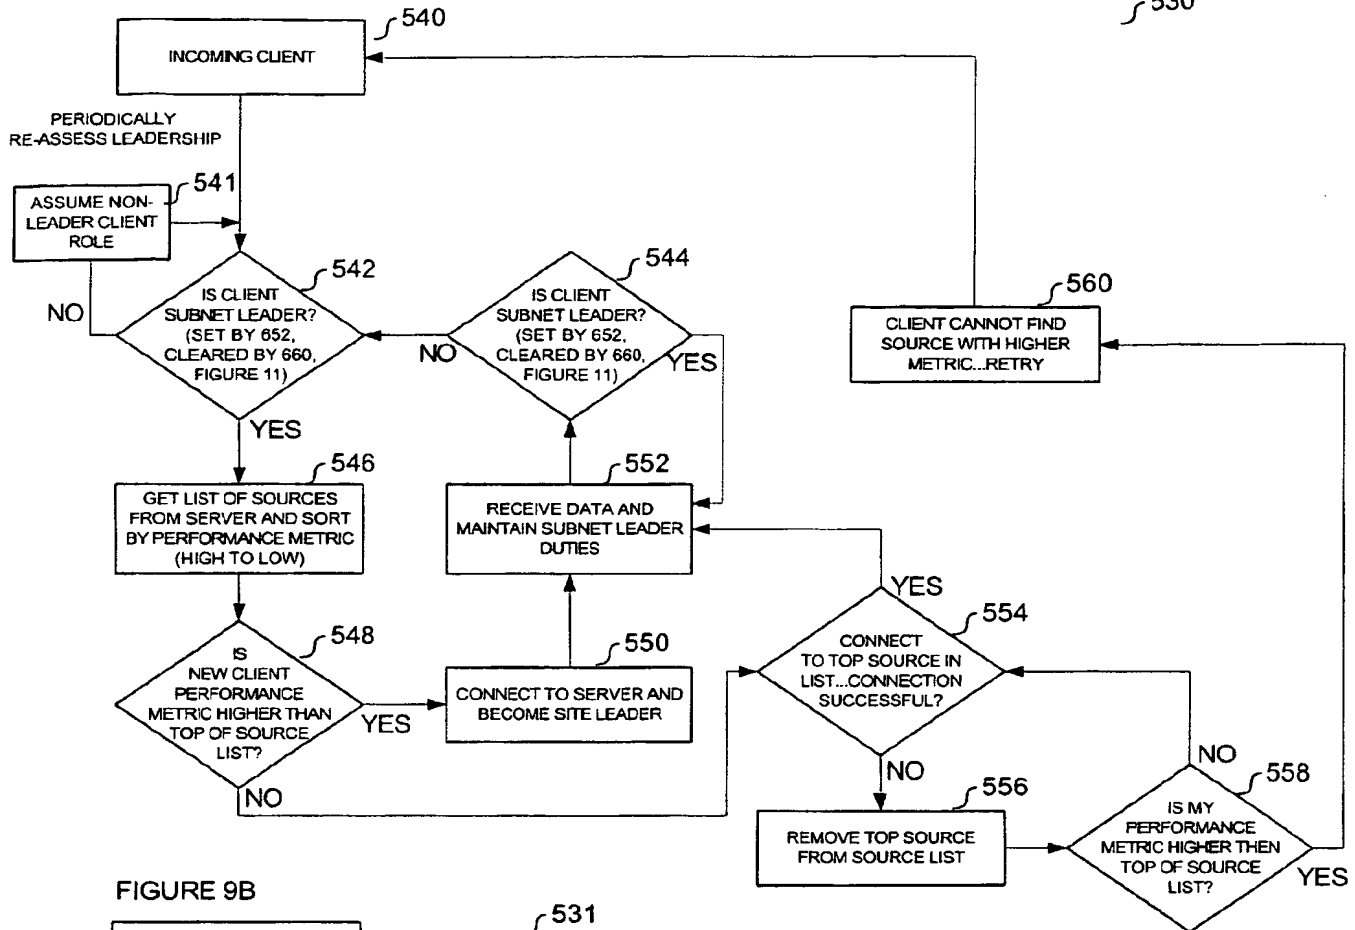 530
540
INCOMING CLIENT
PERIODICALLY
RE-ASSESS LEADERSHIP
541
ASSUME NON-
LEADER CLIENT
ROLE
NO
542
IS CLIENT
SUBNET LEADER?
(SET BY 652,
CLEARED BY 660,
FIGURE 11)
YES
544
IS CLIENT
SUBNET LEADER?
(SET BY 652,
CLEARED BY 660,
FIGURE 11)
NO
YES
560
CLIENT CANNOT FIND
SOURCE WITH HIGHER
METRIC...RETRY
546
GET LIST OF SOURCES
FROM SERVER AND SORT
BY PERFORMANCE METRIC
(HIGH TO LOW)
552
RECEIVE DATA AND
MAINTAIN SUBNET LEADER
DUTIES
548
IS
NEW CLIENT
PERFORMANCE
METRIC HIGHER THAN
TOP OF SOURCE
LIST?
YES
NO
550
CONNECT TO SERVER AND
BECOME SITE LEADER
YES
554
CONNECT
TO TOP SOURCE IN
LIST...CONNECTION
SUCCESSFUL?
NO
556
REMOVE TOP SOURCE
FROM SOURCE LIST
NO
558
IS MY
PERFORMANCE
METRIC HIGHER THEN
TOP OF SOURCE
LIST?
YES
FIGURE 9B
531